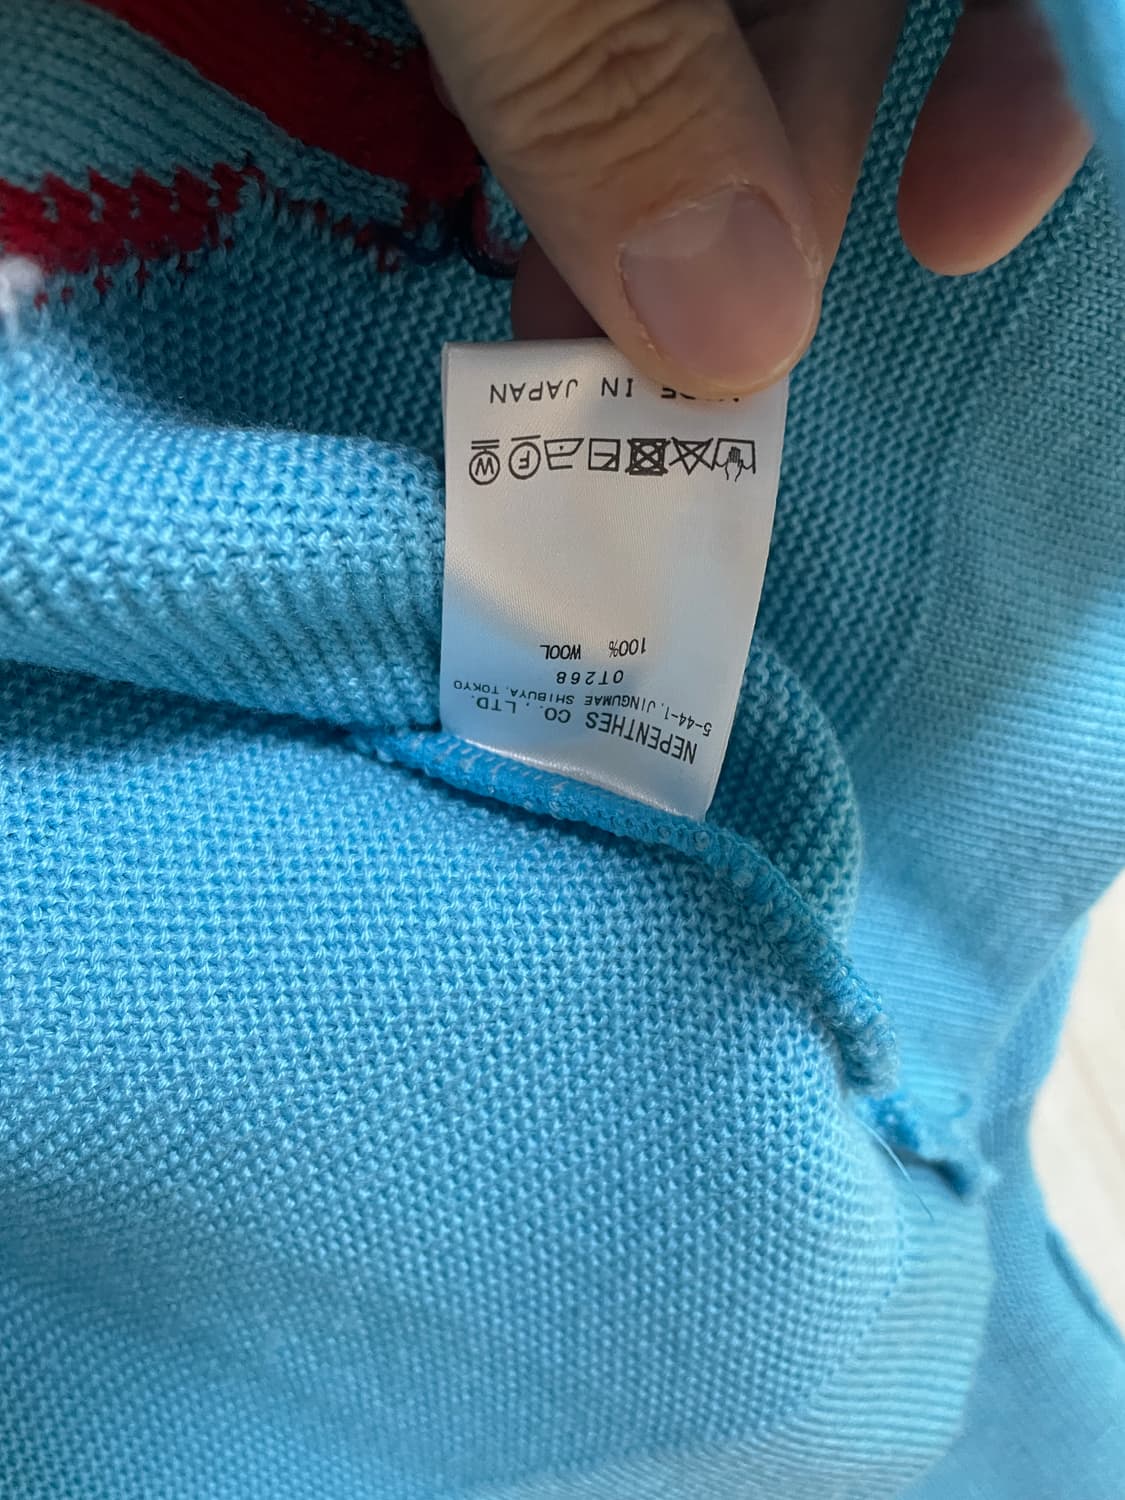 NEPENTHES CO., LTD.
5-44-1, JINGUMAE SHIBUYA, TOKYO
OT268
100% WOOL
F W
IN JAPAN